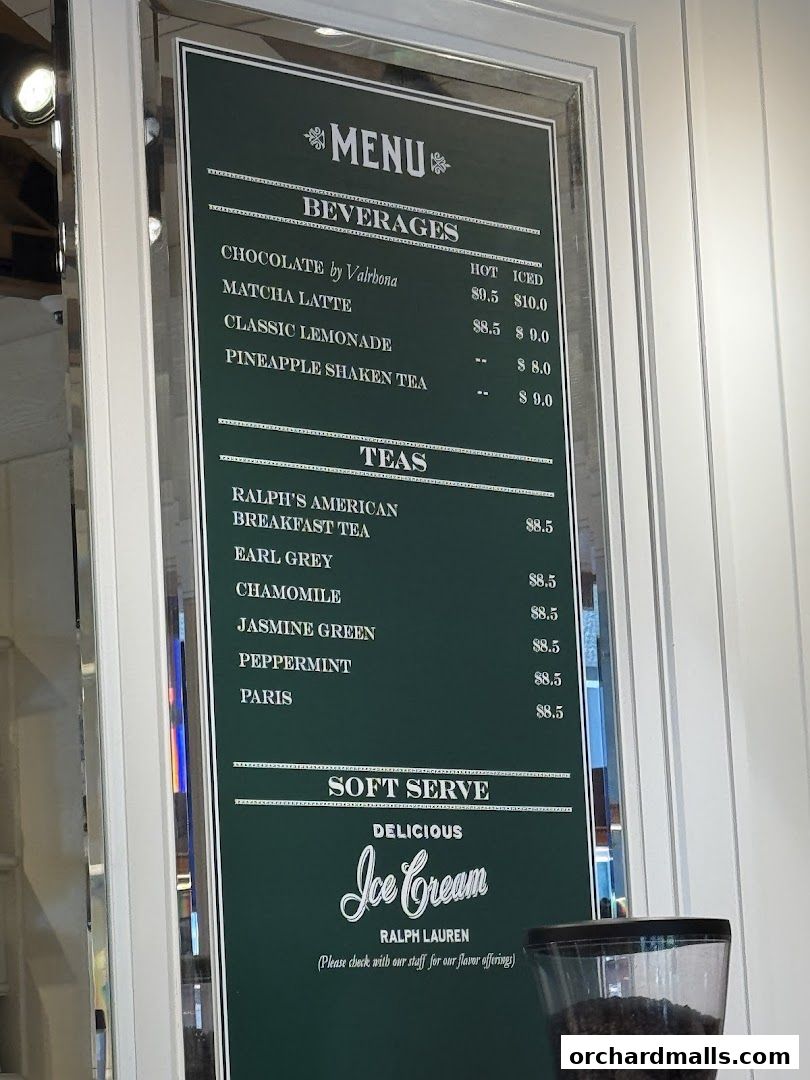 MENU
BEVERAGES
HOT ICED
CHOCOLATE by Valrhona $9.5 $10.0
MATCHA LATTE $8.5 $ 9.0
CLASSIC LEMONADE -- $ 8.0
PINEAPPLE SHAKEN TEA -- $ 9.0
TEAS
RALPH'S AMERICAN
BREAKFAST TEA $8.5
EARL GREY $8.5
CHAMOMILE $8.5
JASMINE GREEN $8.5
PEPPERMINT $8.5
PARIS $8.5
SOFT SERVE
DELICIOUS
Ice Cream
RALPH LAUREN
(Please check with our staff for our flavor offerings)
orchardmalls.com